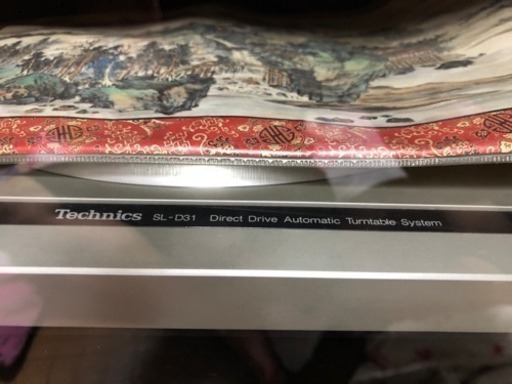 Technics SL-D31 Direct Drive Automatic Turntable System